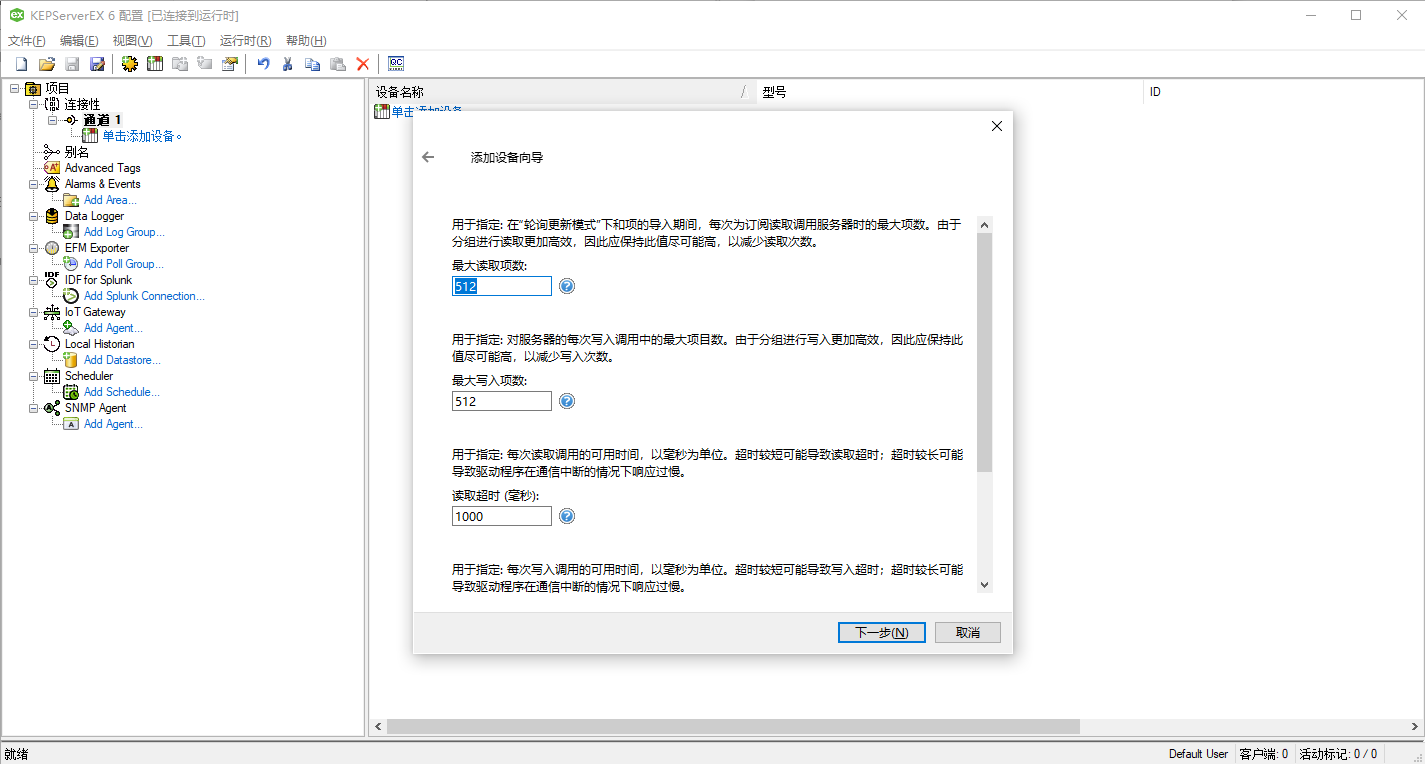 KEPServerEX 6 配置 [已连接到运行时]
文件(F) 编辑(E) 视图(V) 工具(T) 运行时(R) 帮助(H)
QC
项目
连接性
通道 1
单击添加设备。
别名
Advanced Tags
Alarms & Events
Add Area...
Data Logger
Add Log Group...
EFM Exporter
Add Poll Group...
IDF for Splunk
Add Splunk Connection...
IoT Gateway
Add Agent...
Local Historian
Add Datastore...
Scheduler
Add Schedule...
SNMP Agent
Add Agent...
设备名称 / 型号 ID
单击添加设备
添加设备向导
用于指定: 在“轮询更新模式”下和项的导入期间，每次为订阅读取调用服务器时的最大项数。由于
分组进行读取更加高效，因此应保持此值尽可能高，以减少读取次数。
最大读取项数:
512
用于指定: 对服务器的每次写入调用中的最大项目数。由于分组进行写入更加高效，因此应保持此
值尽可能高，以减少写入次数。
最大写入项数:
512
用于指定: 每次读取调用的可用时间，以毫秒为单位。超时较短可能导致读取超时；超时较长可能
导致驱动程序在通信中断的情况下响应过慢。
读取超时 (毫秒):
1000
用于指定: 每次写入调用的可用时间，以毫秒为单位。超时较短可能导致写入超时；超时较长可能
导致驱动程序在通信中断的情况下响应过慢。
下一步(N) 取消
就绪
Default User 客户端: 0 活动标记: 0 / 0